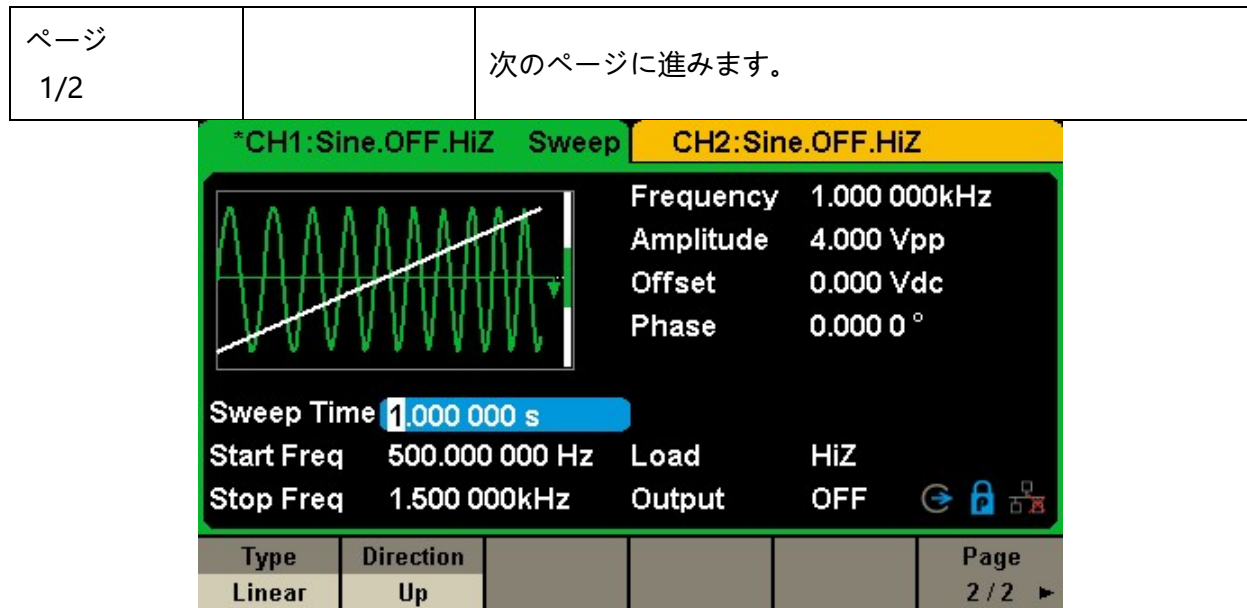 ページ
1/2
次のページに進みます。
*CH1:Sine.OFF.HiZ Sweep CH2:Sine.OFF.HiZ
Frequency 1.000 000kHz
Amplitude 4.000 Vpp
Offset 0.000 Vdc
Phase 0.000 0 °
Sweep Time 1.000 000 s
Start Freq 500.000 000 Hz Load HiZ
Stop Freq 1.500 000kHz Output OFF
Type Direction Page
Linear Up 2 / 2